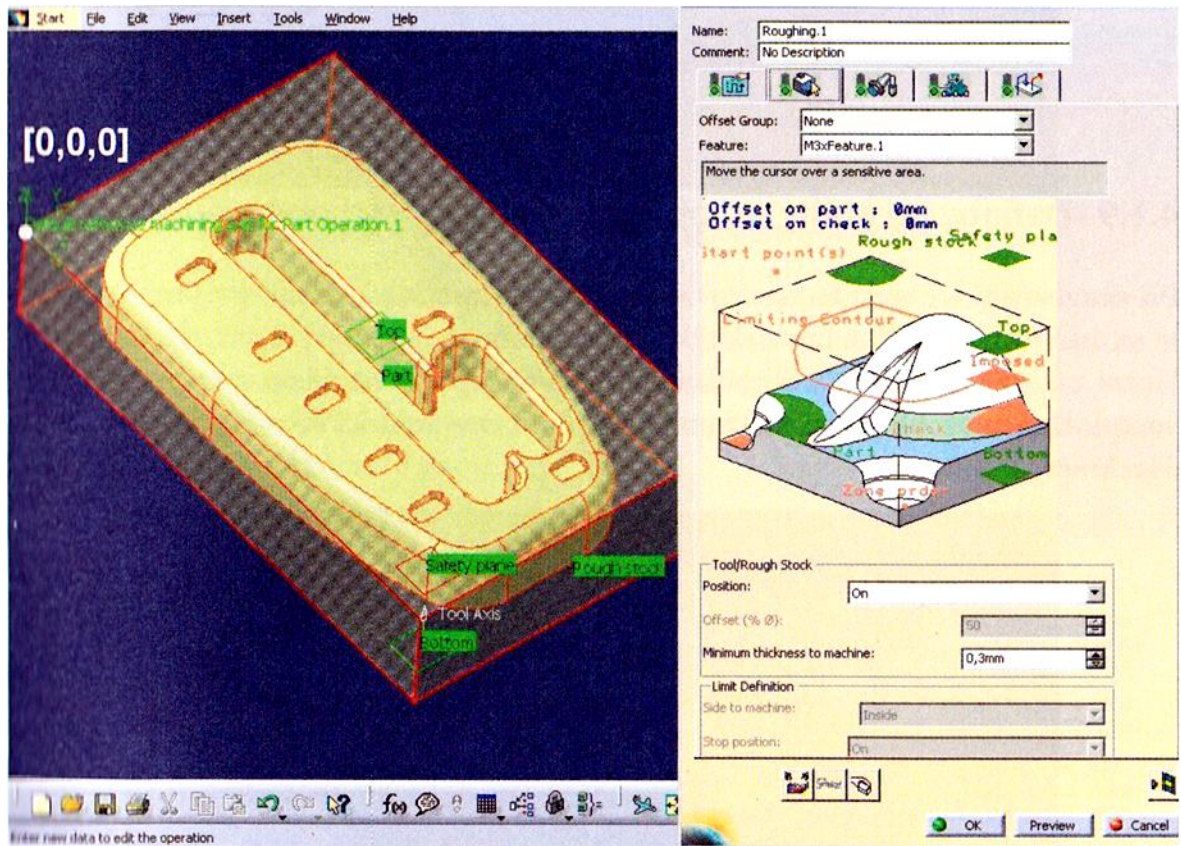 Start File Edit View Insert Tools Window Help
[0,0,0]
machining Part Operation.1
Top
Part
Safety plane
Rough stock
Tool Axis
Bottom
Enter new data to edit the operation
Name: Roughing.1
Comment: No Description
Offset Group: None
Feature: M3xFeature.1
Move the cursor over a sensitive area.
Offset on part : 0mm
Offset on check : 0mm
Rough stock
Safety pla
Start point(s)
Limiting Contour
Top
Imposed
Check
Part
Bottom
Zone order
Tool/Rough Stock
Position: On
Offset (% Ø): 50
Minimum thickness to machine: 0,3mm
Limit Definition
Side to machine: Inside
Stop position: On
f(x)
OK Preview Cancel